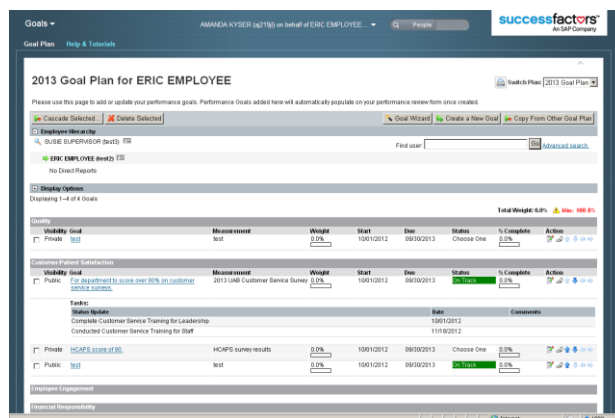 Goals
AMANDA KYSER (aj219jl) on behalf of ERIC EMPLOYEE...
People
successfactors™
An SAP Company
Goal Plan Help & Tutorials
2013 Goal Plan for ERIC EMPLOYEE
Switch Plan: 2013 Goal Plan
Please use this page to add or update your performance goals. Performance Goals added here will automatically populate on your performance review form once created.
Cascade Selected... Delete Selected Goal Wizard Create a New Goal Copy From Other Goal Plan
Employee Hierarchy
SUSIE SUPERVISOR (test3)
Find user: Go Advanced search.
ERIC EMPLOYEE (test2)
No Direct Reports
Display Options
Displaying 1-4 of 4 Goals
Total Weight: 0.0% Min: 100.0%
Quality
Visibility Goal Measurement Weight Start Due Status % Complete Action
Private test test 0.0% 10/01/2012 09/30/2013 Choose One 0.0%
Customer/Patient Satisfaction
Visibility Goal Measurement Weight Start Due Status % Complete Action
Public For department to score over 90% on customer 2013 UAB Customer Service Survey 0.0% 10/01/2012 09/30/2013 On Track 0.0%
service surveys.
Tasks:
Status Update Date Comments
Complete Customer Service Training for Leadership 10/01/2012
Conducted Customer Service Training for Staff 11/19/2012
Private HCAPS score of 90. HCAPS survey results 0.0% 10/01/2012 09/30/2013 Choose One 0.0%
Public test test 0.0% 10/01/2012 09/30/2013 On Track 0.0%
Employee Engagement
Financial Responsibility